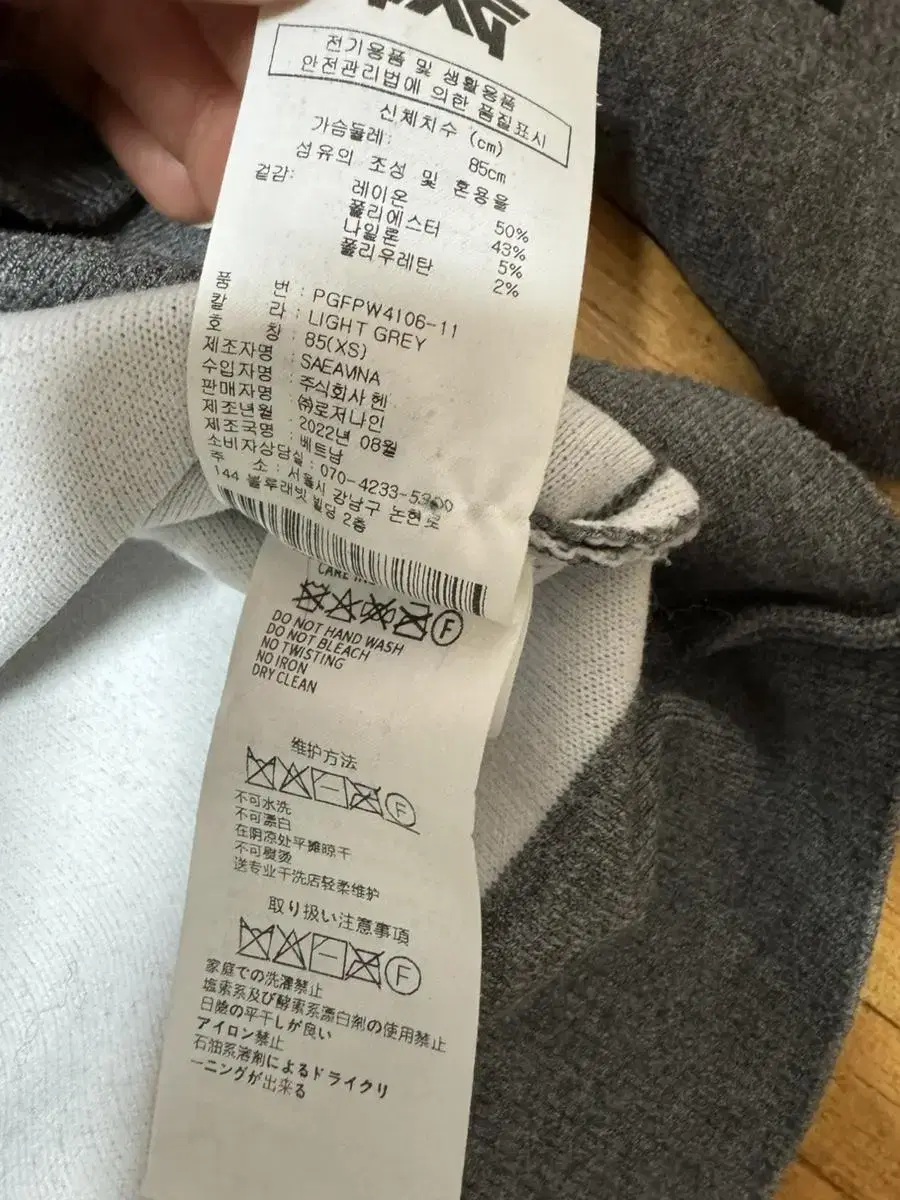 PXG
전기용품 및 생활용품
안전관리법에 의한 품질표시
신체치수 (cm)
가슴둘레: 85cm
섬유의 조성 및 혼용율
겉감: 레이온 50%
폴리에스터 43%
나일론 5%
폴리우레탄 2%
품 번 : PGFPW4106-11
칼 라 : LIGHT GREY
호 칭 : 85(XS)
제조자명 : SAEAVINA
수입자명 : 주식회사 헨
판매자명 : ㈜로저나인
제조년월 : 2022년 08월
제조국명 : 베트남
소비자상담실 : 070-4233-
주 소 : 서울시 강남구 논현로
144 블루래빗 빌딩 2층
CARE
F
DO NOT HAND WASH
DO NOT BLEACH
NO TWISTING
NO IRON
DRY CLEAN
维护方法
F
不可水洗
不可漂白
在阴凉处平摊晾干
不可熨烫
送专业干洗店轻柔维护
取り扱い注意事項
F
家庭での洗濯禁止
塩素系及び酵素系漂白剤の使用禁止
日陰の平干しが良い
アイロン禁止
石油系溶剤によるドライクリ
ーニングが出来る